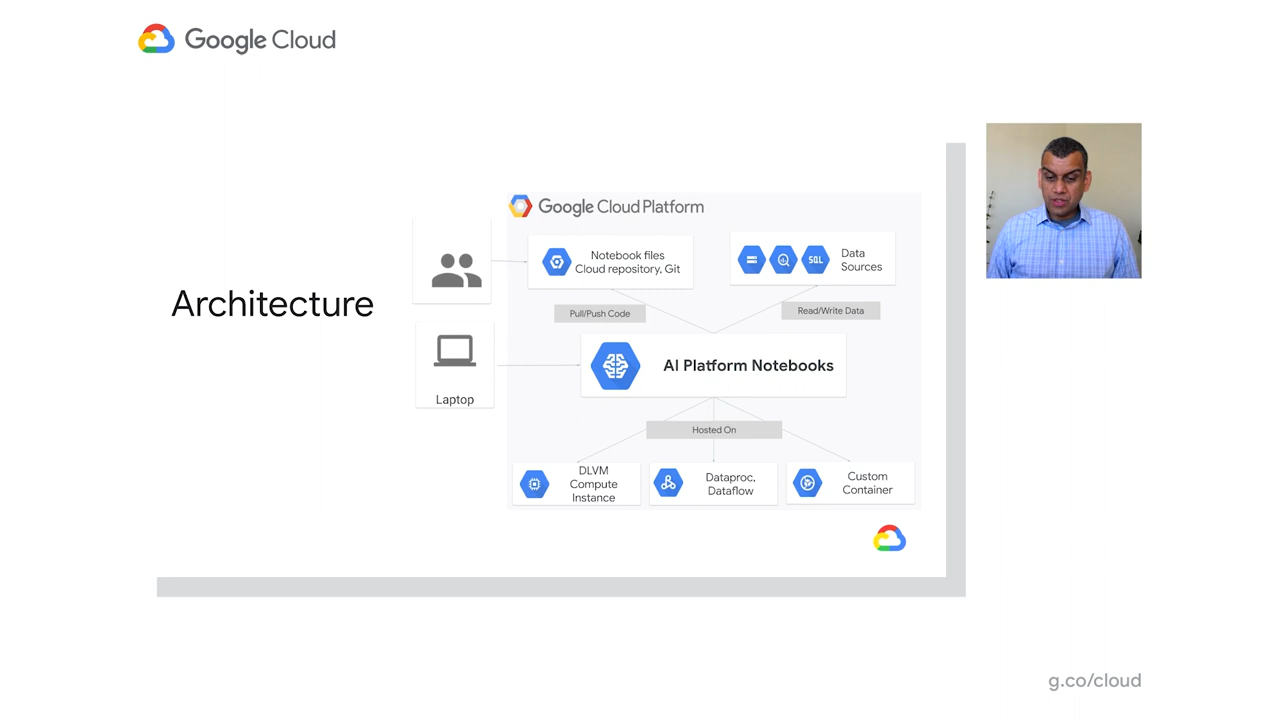 Google Cloud
Architecture
Laptop
Google Cloud Platform
Notebook files
Cloud repository, Git
SQL
Data
Sources
Pull/Push Code
Read/Write Data
AI Platform Notebooks
Hosted On
DLVM
Compute
Instance
Dataproc,
Dataflow
Custom
Container
g.co/cloud